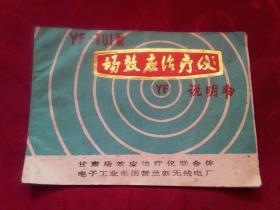 YF-T01型
场效应治疗仪
YF
说明书
甘肃场效应治疗仪联合体
电子工业部国营兰新无线电厂